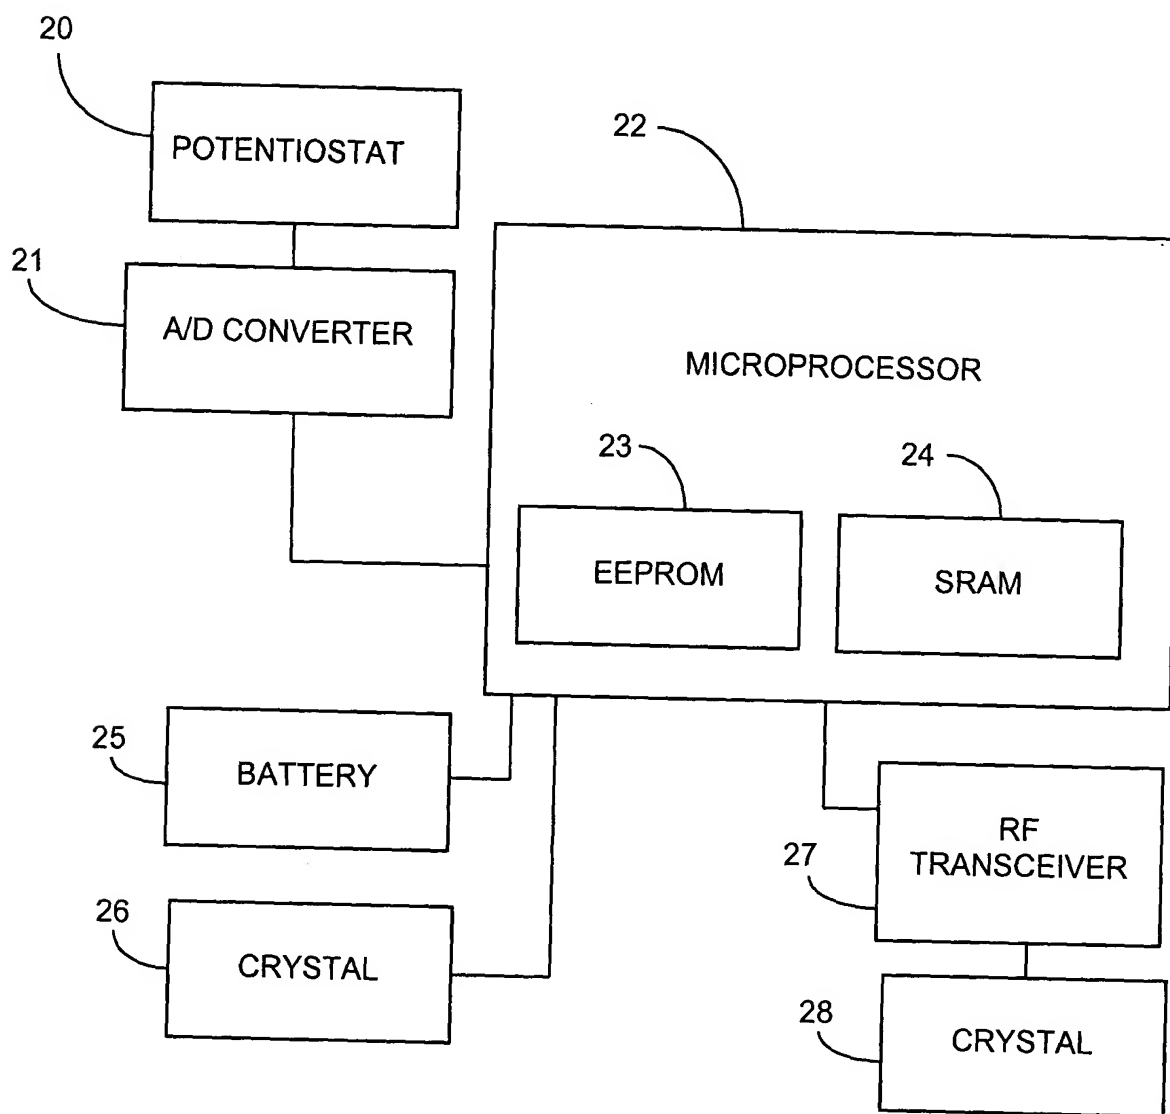 20
POTENTIOSTAT
22
21
A/D CONVERTER
MICROPROCESSOR
23
24
EEPROM
SRAM
25
BATTERY
RF
TRANSCEIVER
27
26
CRYSTAL
28
CRYSTAL